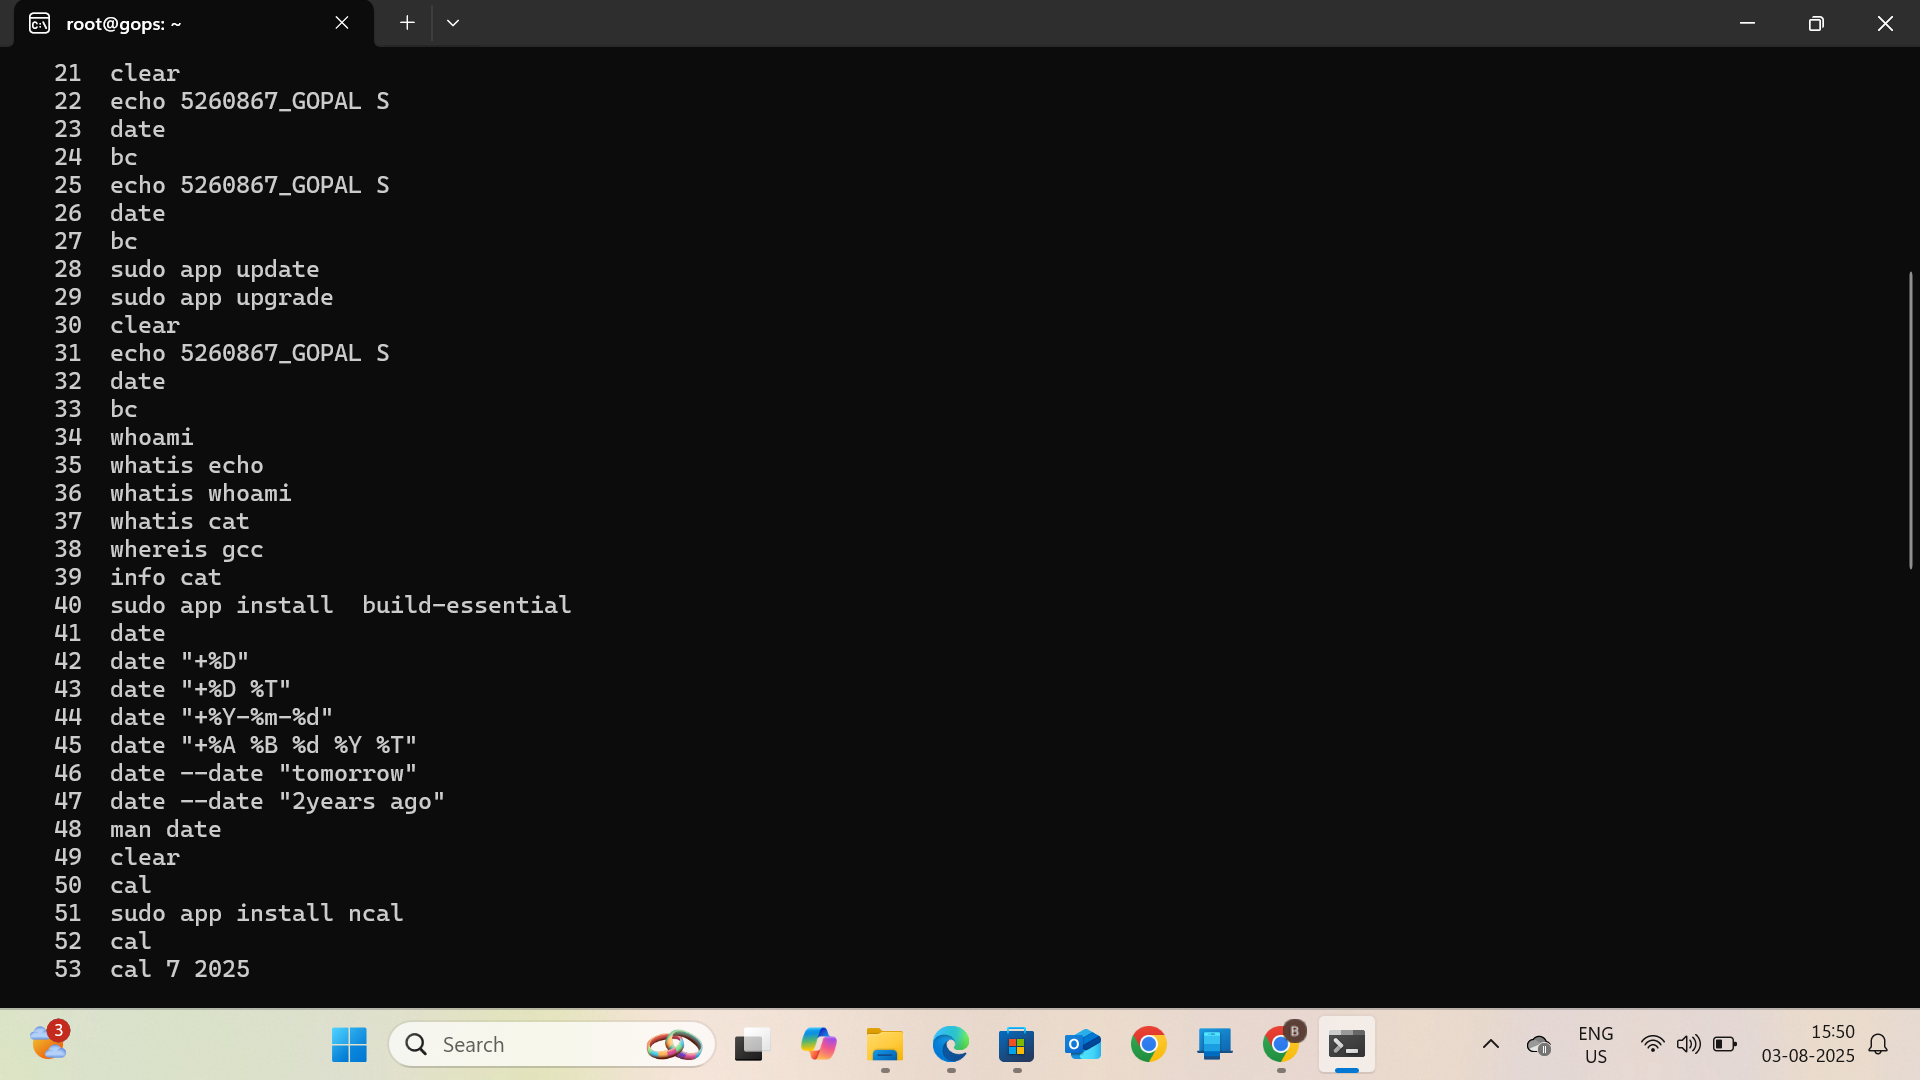 root@gops: ~
21 clear
22 echo 5260867_GOPAL S
23 date
24 bc
25 echo 5260867_GOPAL S
26 date
27 bc
28 sudo app update
29 sudo app upgrade
30 clear
31 echo 5260867_GOPAL S
32 date
33 bc
34 whoami
35 whatis echo
36 whatis whoami
37 whatis cat
38 whereis gcc
39 info cat
40 sudo app install  build-essential
41 date
42 date "+%D"
43 date "+%D %T"
44 date "+%Y-%m-%d"
45 date "+%A %B %d %Y %T"
46 date --date "tomorrow"
47 date --date "2years ago"
48 man date
49 clear
50 cal
51 sudo app install ncal
52 cal
53 cal 7 2025
3
Search
B
ENG
US
15:50
03-08-2025